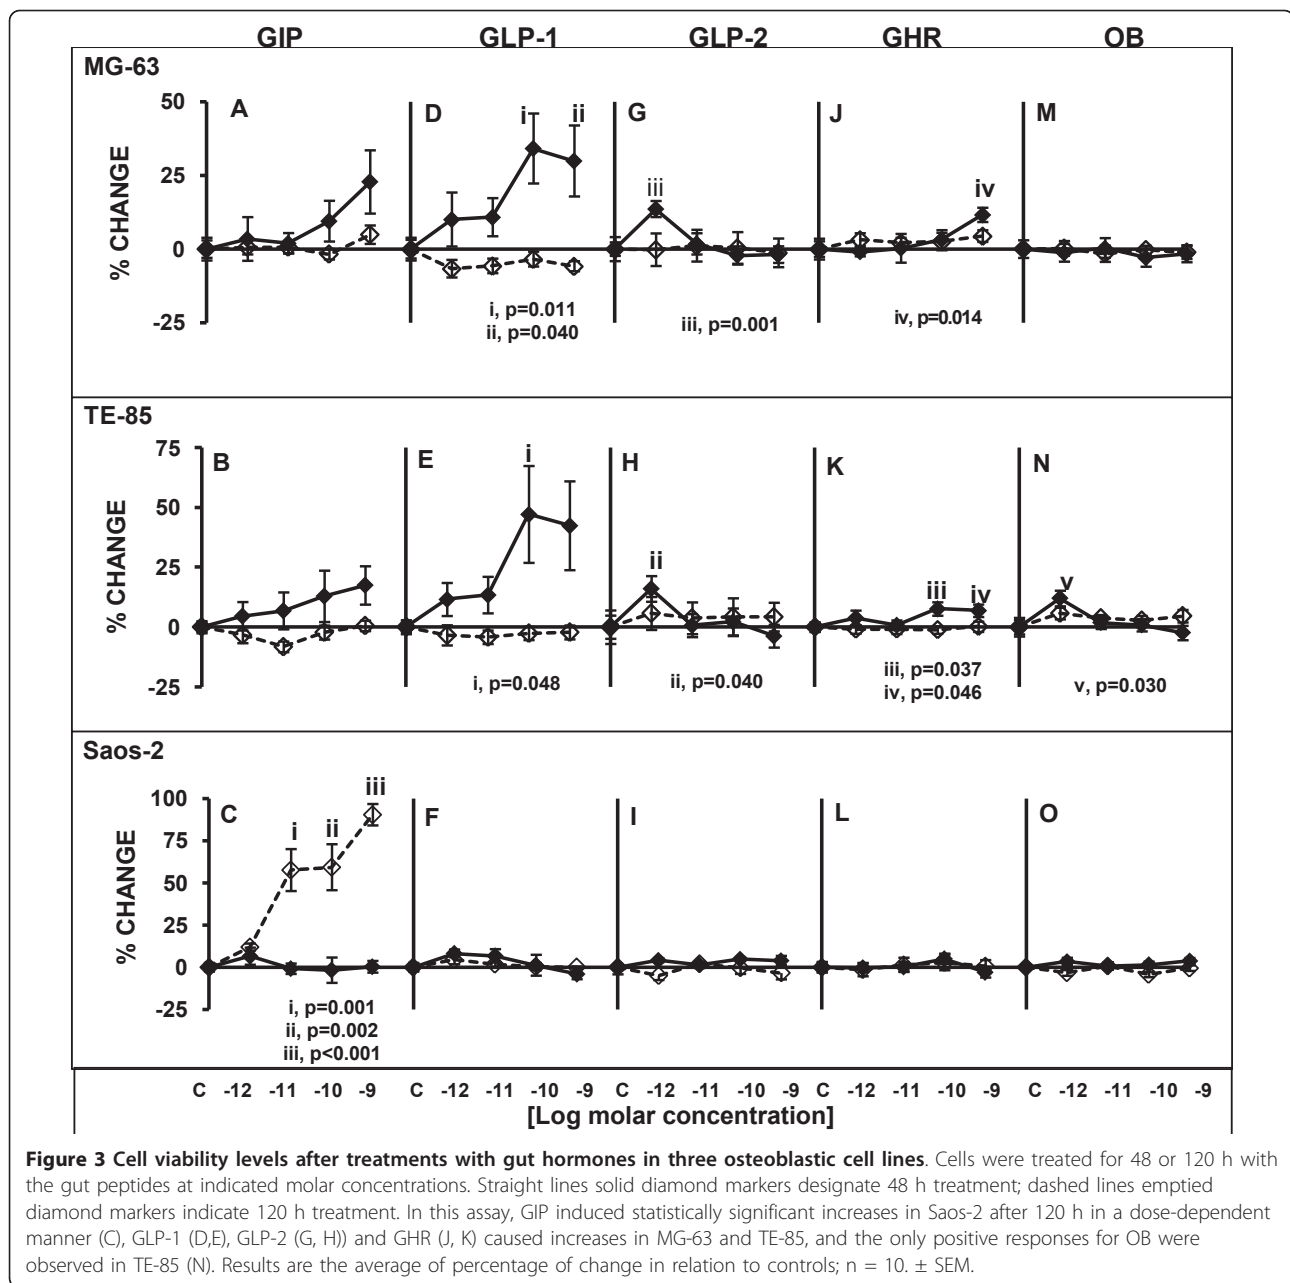 GIP GLP-1 GLP-2 GHR OB
MG-63
% CHANGE
50
25
0
-25
A
D
i
ii
i, p=0.011
ii, p=0.040
G
iii
iii, p=0.001
J
iv
iv, p=0.014
M
TE-85
% CHANGE
75
50
25
0
-25
B
E
i
i, p=0.048
H
ii
ii, p=0.040
K
iii
iv
iii, p=0.037
iv, p=0.046
N
v
v, p=0.030
Saos-2
% CHANGE
100
75
50
25
0
-25
C
i
ii
iii
i, p=0.001
ii, p=0.002
iii, p<0.001
F
I
L
O
C -12 -11 -10 -9 C -12 -11 -10 -9 C -12 -11 -10 -9 C -12 -11 -10 -9 C -12 -11 -10 -9
[Log molar concentration]
Figure 3 Cell viability levels after treatments with gut hormones in three osteoblastic cell lines. Cells were treated for 48 or 120 h with
the gut peptides at indicated molar concentrations. Straight lines solid diamond markers designate 48 h treatment; dashed lines emptied
diamond markers indicate 120 h treatment. In this assay, GIP induced statistically significant increases in Saos-2 after 120 h in a dose-dependent
manner (C), GLP-1 (D,E), GLP-2 (G, H)) and GHR (J, K) caused increases in MG-63 and TE-85, and the only positive responses for OB were
observed in TE-85 (N). Results are the average of percentage of change in relation to controls; n = 10. ± SEM.